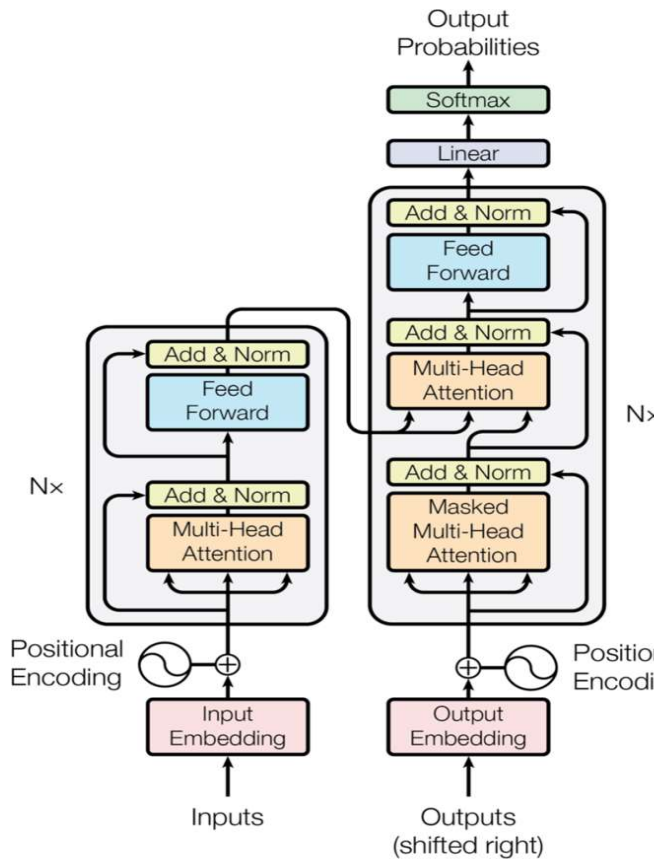 Output
Probabilities
Softmax
Linear
Add & Norm
Feed
Forward
Add & Norm
Multi-Head
Attention
Add & Norm
Masked
Multi-Head
Attention
N×
Positio
Encodi
Output
Embedding
Outputs
(shifted right)
Add & Norm
Feed
Forward
Add & Norm
Multi-Head
Attention
N×
Positional
Encoding
Input
Embedding
Inputs